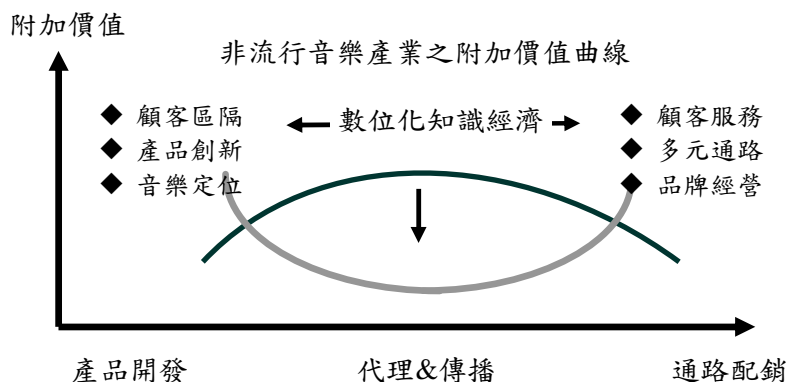 附加價值
非流行音樂產業之附加價值曲線
◆ 顧客區隔
◆ 產品創新
◆ 音樂定位
數位化知識經濟
◆ 顧客服務
◆ 多元通路
◆ 品牌經營
產品開發
代理&傳播
通路配銷